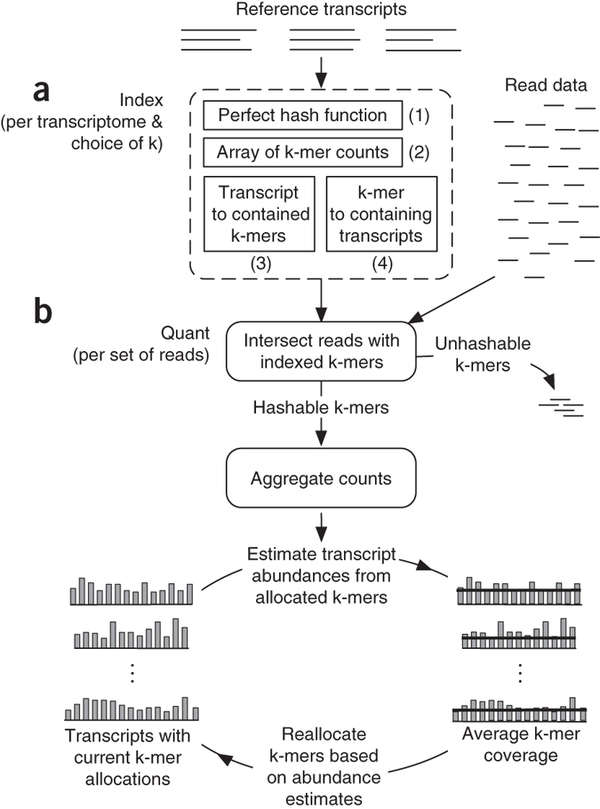 Reference transcripts
a
Index
(per transcriptome &
choice of k)
Perfect hash function
(1)
Array of k-mer counts
(2)
Transcript
to contained
k-mers
(3)
k-mer
to containing
transcripts
(4)
Read data
b
Quant
(per set of reads)
Intersect reads with
indexed k-mers
Unhashable
k-mers
Hashable k-mers
Aggregate counts
Estimate transcript
abundances from
allocated k-mers
Transcripts with
current k-mer
allocations
Reallocate
k-mers based
on abundance
estimates
Average k-mer
coverage